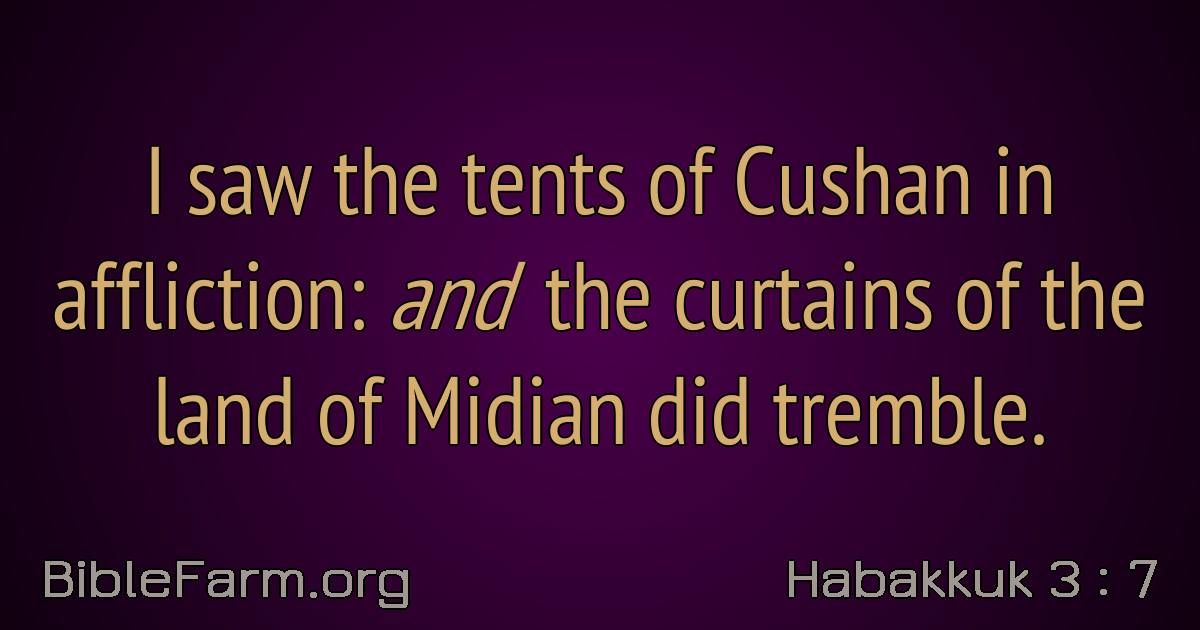 I saw the tents of Cushan in
affliction: and the curtains of the
land of Midian did tremble.
BibleFarm.org
Habakkuk 3 : 7